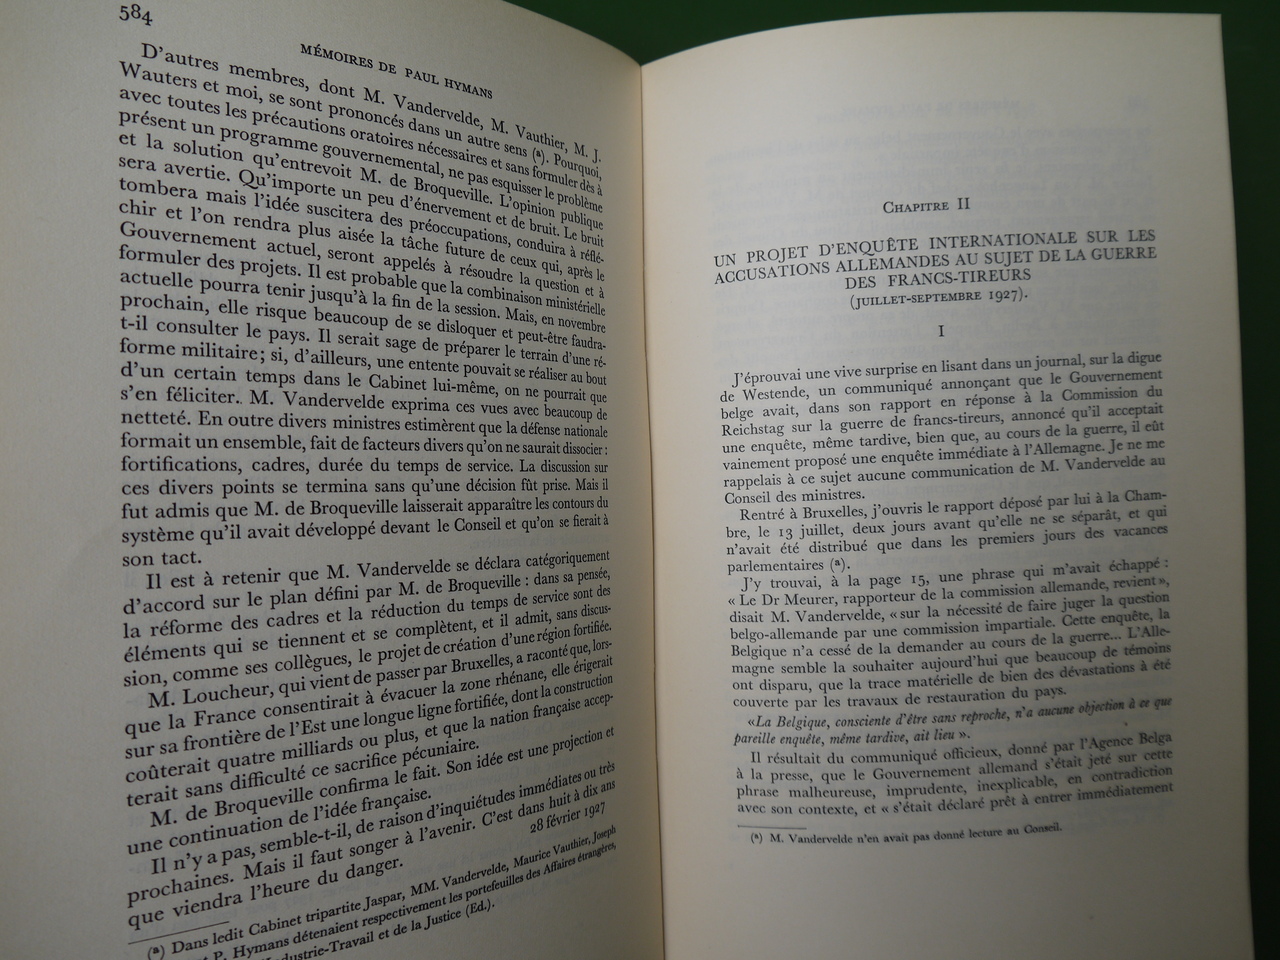 584
MÉMOIRES DE PAUL HYMANS
D'autres membres, dont M. Vandervelde, M. Vauthier, M. J.
Wauters et moi, se sont prononcés dans un autre sens (a). Pourquoi,
avec toutes les précautions oratoires nécessaires et sans formuler dès à
présent un programme gouvernemental, ne pas esquisser le problème
et la solution qu'entrevoit M. de Broqueville. L'opinion publique
sera avertie. Qu'importe un peu d'énervement et de bruit. Le bruit
tombera mais l'idée suscitera des préoccupations, conduira à réflé-
chir et l'on rendra plus aisée la tâche future de ceux qui, après le
Gouvernement actuel, seront appelés à résoudre la question et à
formuler des projets. Il est probable que la combinaison ministérielle
actuelle pourra tenir jusqu'à la fin de la session. Mais, en novembre
prochain, elle risque beaucoup de se disloquer et peut-être faudra-
t-il consulter le pays. Il serait sage de préparer le terrain d'une ré-
forme militaire; si, d'ailleurs, une entente pouvait se réaliser au bout
d'un certain temps dans le Cabinet lui-même, on ne pourrait que
s'en féliciter. M. Vandervelde exprima ces vues avec beaucoup de
netteté. En outre divers ministres estimèrent que la défense nationale
formait un ensemble, fait de facteurs divers qu'on ne saurait dissocier :
fortifications, cadres, durée du temps de service. La discussion sur
ces divers points se termina sans qu'une décision fût prise. Mais il
fut admis que M. de Broqueville laisserait apparaître les contours du
système qu'il avait développé devant le Conseil et qu'on se fierait à
son tact.
Il est à retenir que M. Vandervelde se déclara catégoriquement
d'accord sur le plan défini par M. de Broqueville : dans sa pensée,
la réforme des cadres et la réduction du temps de service sont des
éléments qui se tiennent et se complètent, et il admit, sans discus-
sion, comme ses collègues, le projet de création d'une région fortifiée.
M. Loucheur, qui vient de passer par Bruxelles, a raconté que, lors-
que la France consentirait à évacuer la zone rhénane, elle érigerait
sur sa frontière de l'Est une longue ligne fortifiée, dont la construction
coûterait quatre milliards ou plus, et que la nation française accep-
terait sans difficulté ce sacrifice pécuniaire.
M. de Broqueville confirma le fait. Son idée est une projection et
une continuation de l'idée française.
Il n'y a pas, semble-t-il, de raison d'inquiétudes immédiates ou très
prochaines. Mais il faut songer à l'avenir. C'est dans huit à dix ans
que viendra l'heure du danger.
28 février 1927
(a) Dans ledit Cabinet tripartite Jaspar, MM. Vandervelde, Maurice Vauthier, Joseph
P. Hymans détenaient respectivement les portefeuilles des Affaires étrangères,
Industrie-Travail et de la Justice (Ed.).
CHAPITRE II
UN PROJET D'ENQUÊTE INTERNATIONALE SUR LES
ACCUSATIONS ALLEMANDES AU SUJET DE LA GUERRE
DES FRANCS-TIREURS
(JUILLET-SEPTEMBRE 1927).
I
J'éprouvai une vive surprise en lisant dans un journal, sur la digue
de Westende, un communiqué annonçant que le Gouvernement
belge avait, dans son rapport en réponse à la Commission du
Reichstag sur la guerre de francs-tireurs, annoncé qu'il acceptait
une enquête, même tardive, bien que, au cours de la guerre, il eût
vainement proposé une enquête immédiate à l'Allemagne. Je ne me
rappelais à ce sujet aucune communication de M. Vandervelde au
Conseil des ministres.
Rentré à Bruxelles, j'ouvris le rapport déposé par lui à la Cham-
bre, le 13 juillet, deux jours avant qu'elle ne se séparât, et qui
n'avait été distribué que dans les premiers jours des vacances
parlementaires (a).
J'y trouvai, à la page 15, une phrase qui m'avait échappé :
« Le Dr Meurer, rapporteur de la commission allemande, revient »,
disait M. Vandervelde, « sur la nécessité de faire juger la question
belgo-allemande par une commission impartiale. Cette enquête, la
Belgique n'a cessé de la demander au cours de la guerre... L'Alle-
magne semble la souhaiter aujourd'hui que beaucoup de témoins
ont disparu, que la trace matérielle de bien des dévastations a été
couverte par les travaux de restauration du pays.
«La Belgique, consciente d'être sans reproche, n'a aucune objection à ce que
pareille enquête, même tardive, ait lieu ».
Il résultait du communiqué officieux, donné par l'Agence Belga
à la presse, que le Gouvernement allemand s'était jeté sur cette
phrase malheureuse, imprudente, inexplicable, en contradiction
avec son contexte, et « s'était déclaré prêt à entrer immédiatement
(a) M. Vandervelde n'en avait pas donné lecture au Conseil.